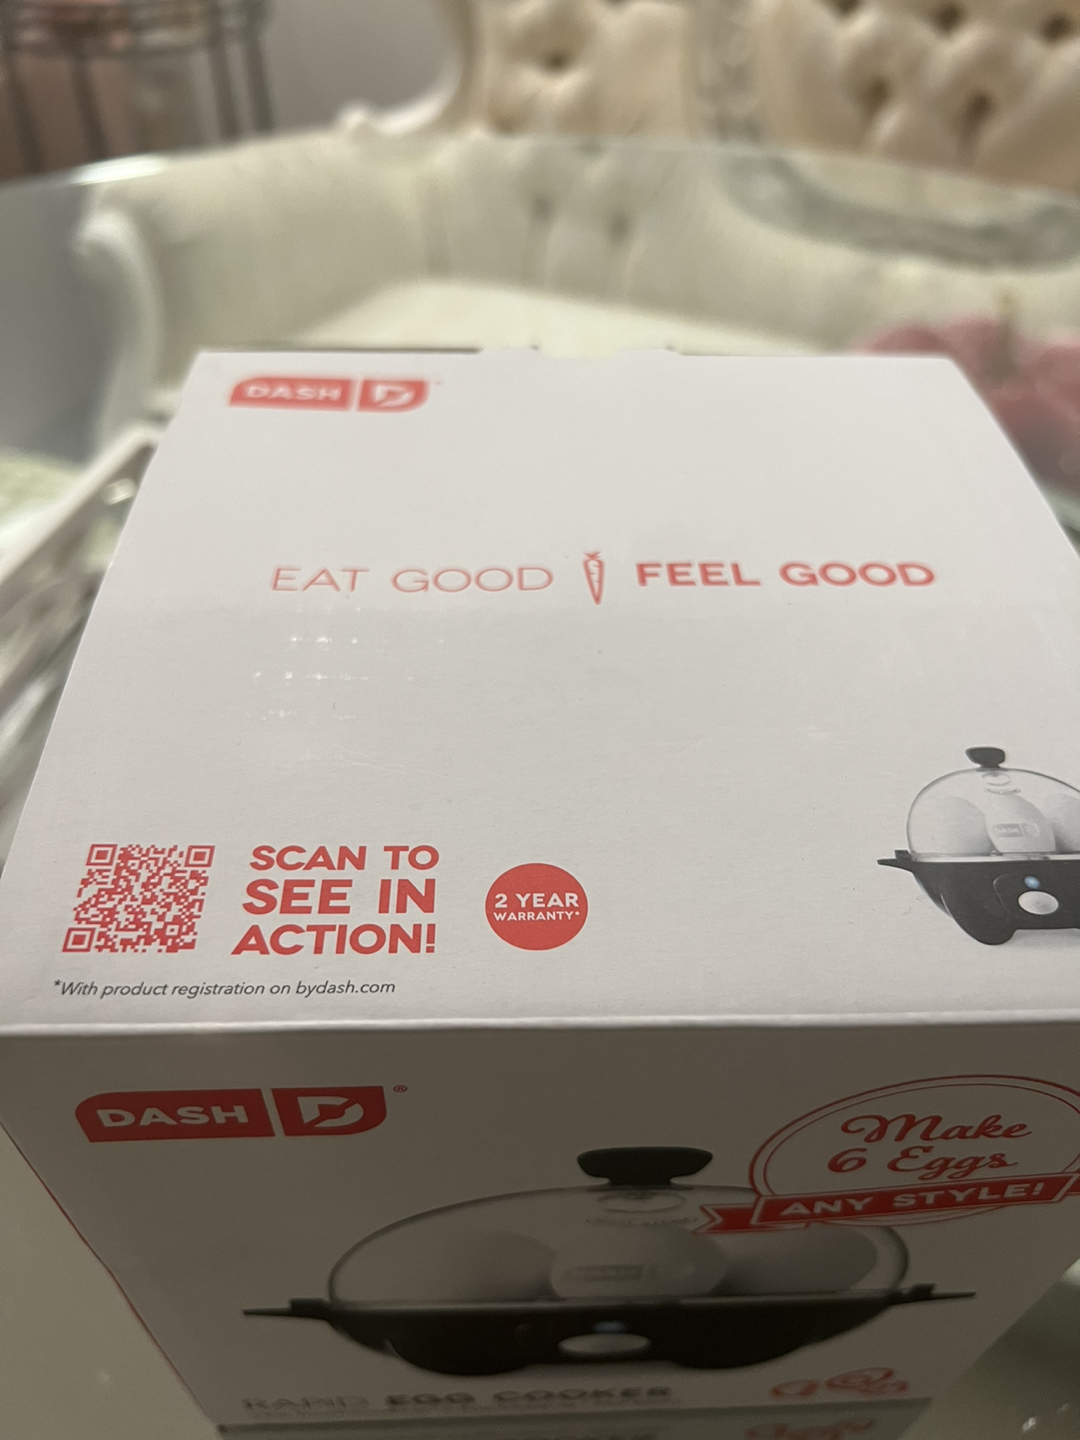 DASH D
EAT GOOD FEEL GOOD
SCAN TO
SEE IN
ACTION!
2 YEAR
WARRANTY*
*With product registration on bydash.com
DASH D®
Make
6 Eggs
ANY STYLE!
RAPID EGG COOKER